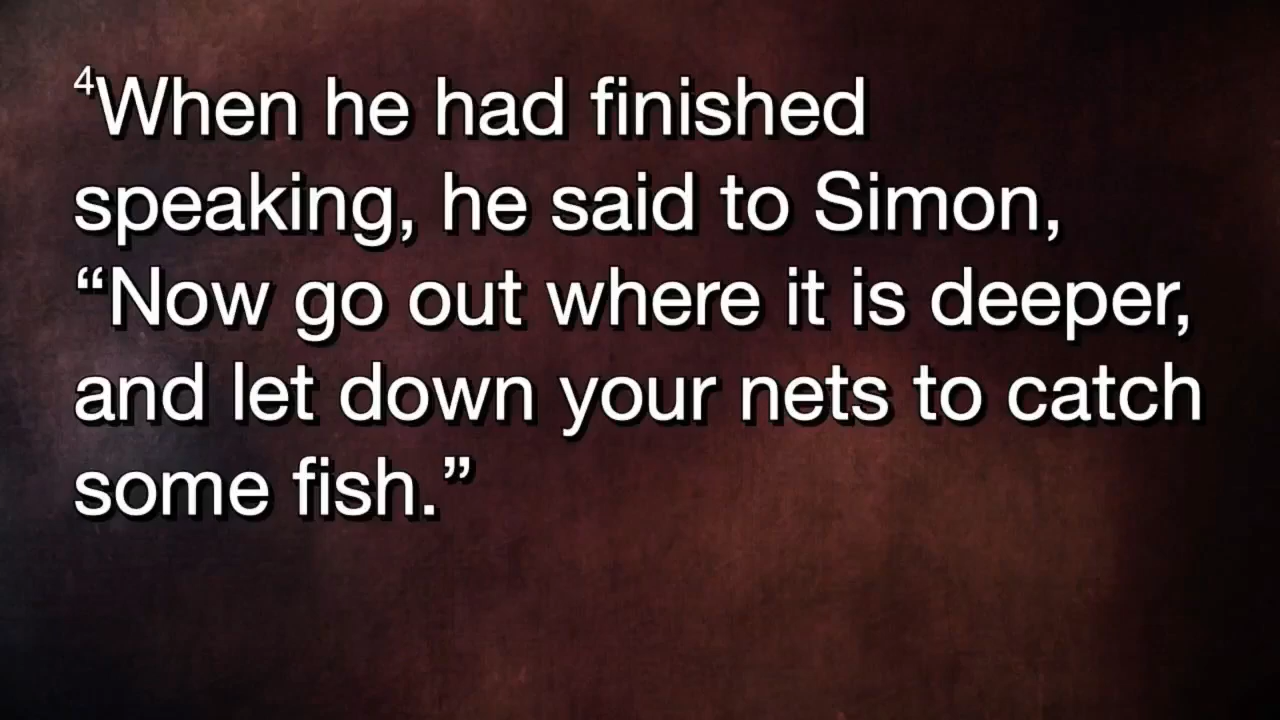 ⁴When he had finished
speaking, he said to Simon,
“Now go out where it is deeper,
and let down your nets to catch
some fish.”